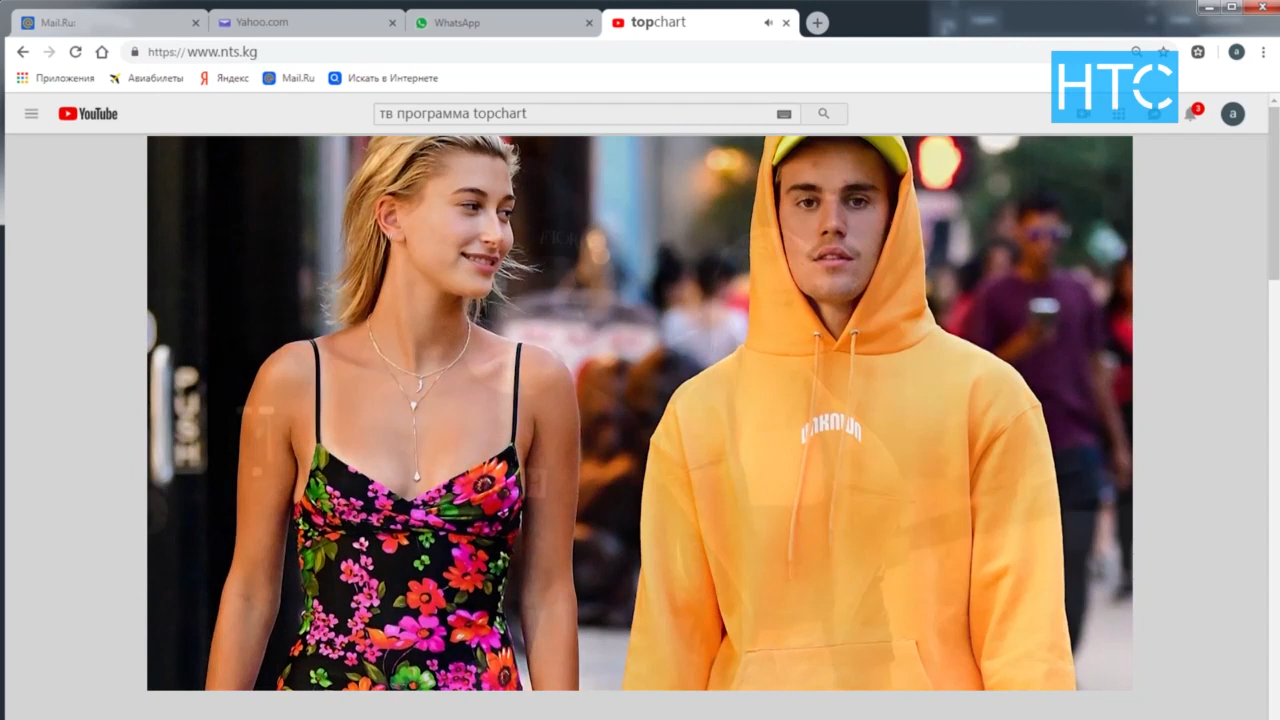 Mail.Ru:
Yahoo.com
WhatsApp
topchart
https://www.nts.kg
a
Приложения
Авиабилеты
Яндекс
Mail.Ru
Искать в Интернете
НТС
YouTube
тв программа topchart
3
a
UNKNWN